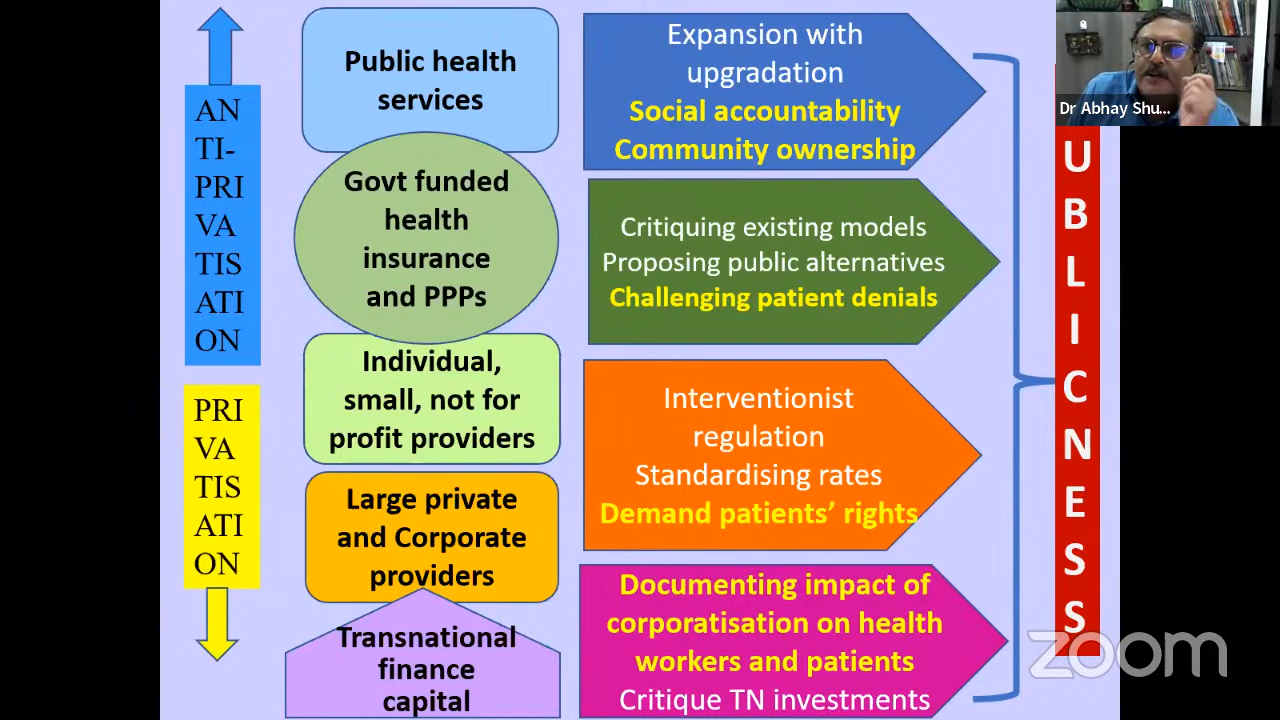 AN
TI-
PRI
VA
TIS
ATI
ON
PRI
VA
TIS
ATI
ON
Public health
services
Govt funded
health
insurance
and PPPs
Individual,
small, not for
profit providers
Large private
and Corporate
providers
Transnational
finance
capital
Expansion with
upgradation
Social accountability
Community ownership
Critiquing existing models
Proposing public alternatives
Challenging patient denials
Interventionist
regulation
Standardising rates
Demand patients’ rights
Documenting impact of
corporatisation on health
workers and patients
Critique TN investments
U
B
L
I
C
N
E
S
S
Dr Abhay Shu...
zoom